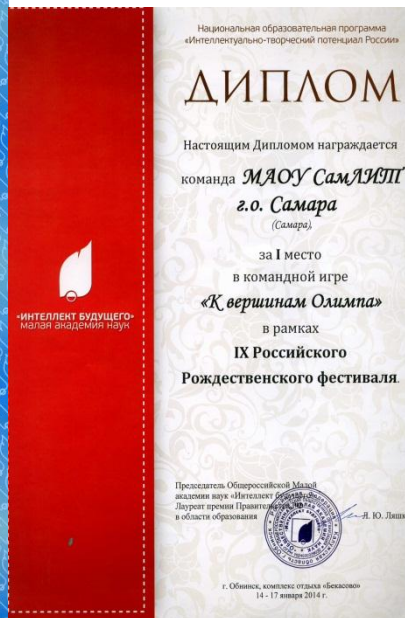 Национальная образовательная программа
«Интеллектуально-творческий потенциал России»
ДИПЛОМ
Настоящим Дипломом награждается
команда МАОУ СамЛИТ
г.о. Самара
(Самара),
за I место
в командной игре
«К вершинам Олимпа»
в рамках
IX Российского
Рождественского фестиваля.
«ИНТЕЛЛЕКТ БУДУЩЕГО»
малая академия наук
Председатель Общероссийской Малой
академии наук «Интеллект будущего»
Лауреат премии
в области образования
А. Ю. Ляшк
г. Обнинск, комплекс отдыха «Бекасово»
14 - 17 января 2014 г.